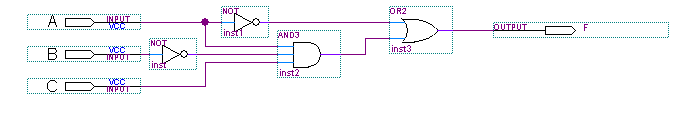 A INPUT VCC
NOT
inst1
OR2
inst3
OUTPUT F
B VCC INPUT
NOT
inst
AND3
inst2
C VCC INPUT